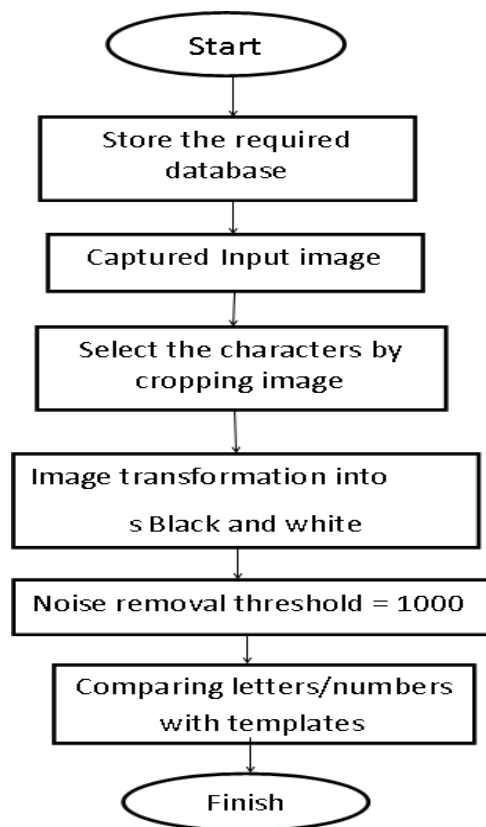 Start
Store the required
database
Captured Input image
Select the characters by
cropping image
Image transformation into
s Black and white
Noise removal threshold = 1000
Comparing letters/numbers
with templates
Finish